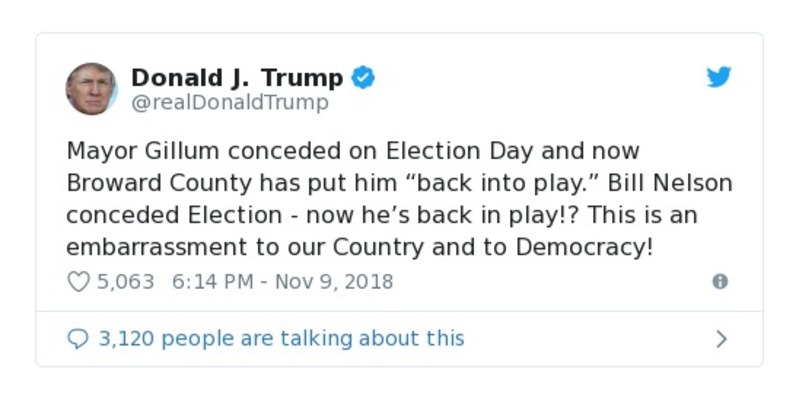 Donald J. Trump
@realDonaldTrump
Mayor Gillum conceded on Election Day and now
Broward County has put him “back into play.” Bill Nelson
conceded Election - now he’s back in play!? This is an
embarrassment to our Country and to Democracy!
5,063 6:14 PM - Nov 9, 2018
3,120 people are talking about this